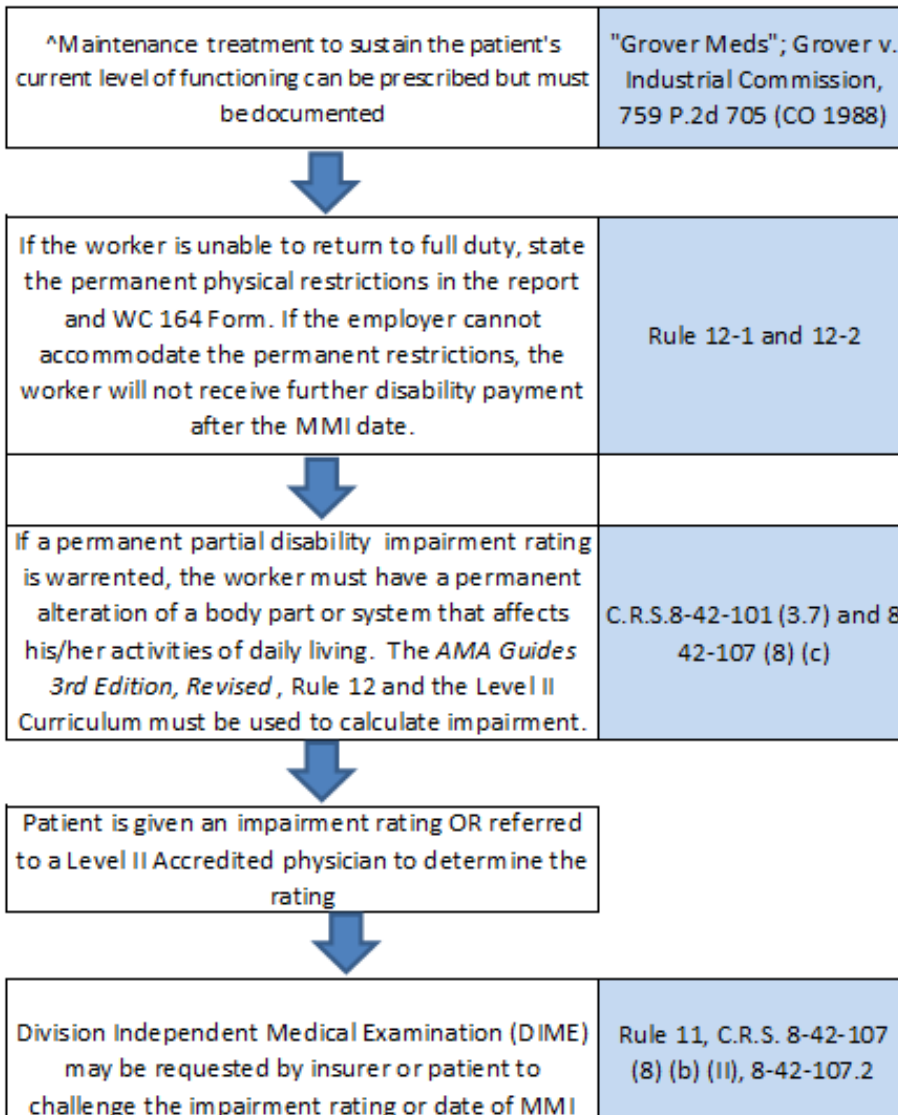 ^Maintenance treatment to sustain the patient's
current level of functioning can be prescribed but must
be documented
"Grover Meds"; Grover v.
Industrial Commission,
759 P.2d 705 (CO 1988)
If the worker is unable to return to full duty, state
the permanent physical restrictions in the report
and WC 164 Form. If the employer cannot
accommodate the permanent restrictions, the
worker will not receive further disability payment
after the MMI date.
Rule 12-1 and 12-2
If a permanent partial disability impairment rating
is warrented, the worker must have a permanent
alteration of a body part or system that affects
his/her activities of daily living. The AMA Guides
3rd Edition, Revised, Rule 12 and the Level II
Curriculum must be used to calculate impairment.
C.R.S.8-42-101 (3.7) and 8
42-107 (8) (c)
Patient is given an impairment rating OR referred
to a Level II Accredited physician to determine the
rating
Division Independent Medical Examination (DIME)
may be requested by insurer or patient to
challenge the impairment rating or date of MMI
Rule 11, C.R.S. 8-42-107
(8) (b) (II), 8-42-107.2